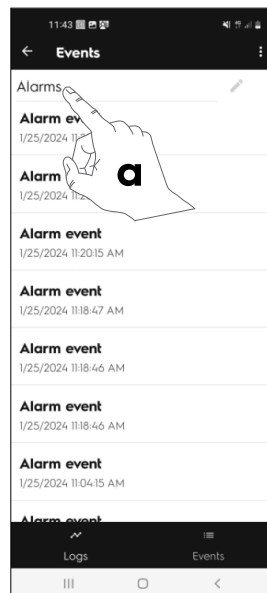 11:43
Events
Alarms
Alarm ev
1/25/2024 11:2
Alarm
1/25/2024 11:2
a
Alarm event
1/25/2024 11:20:15 AM
Alarm event
1/25/2024 11:18:47 AM
Alarm event
1/25/2024 11:18:46 AM
Alarm event
1/25/2024 11:18:46 AM
Alarm event
1/25/2024 11:04:15 AM
Alarm event
Logs
Events